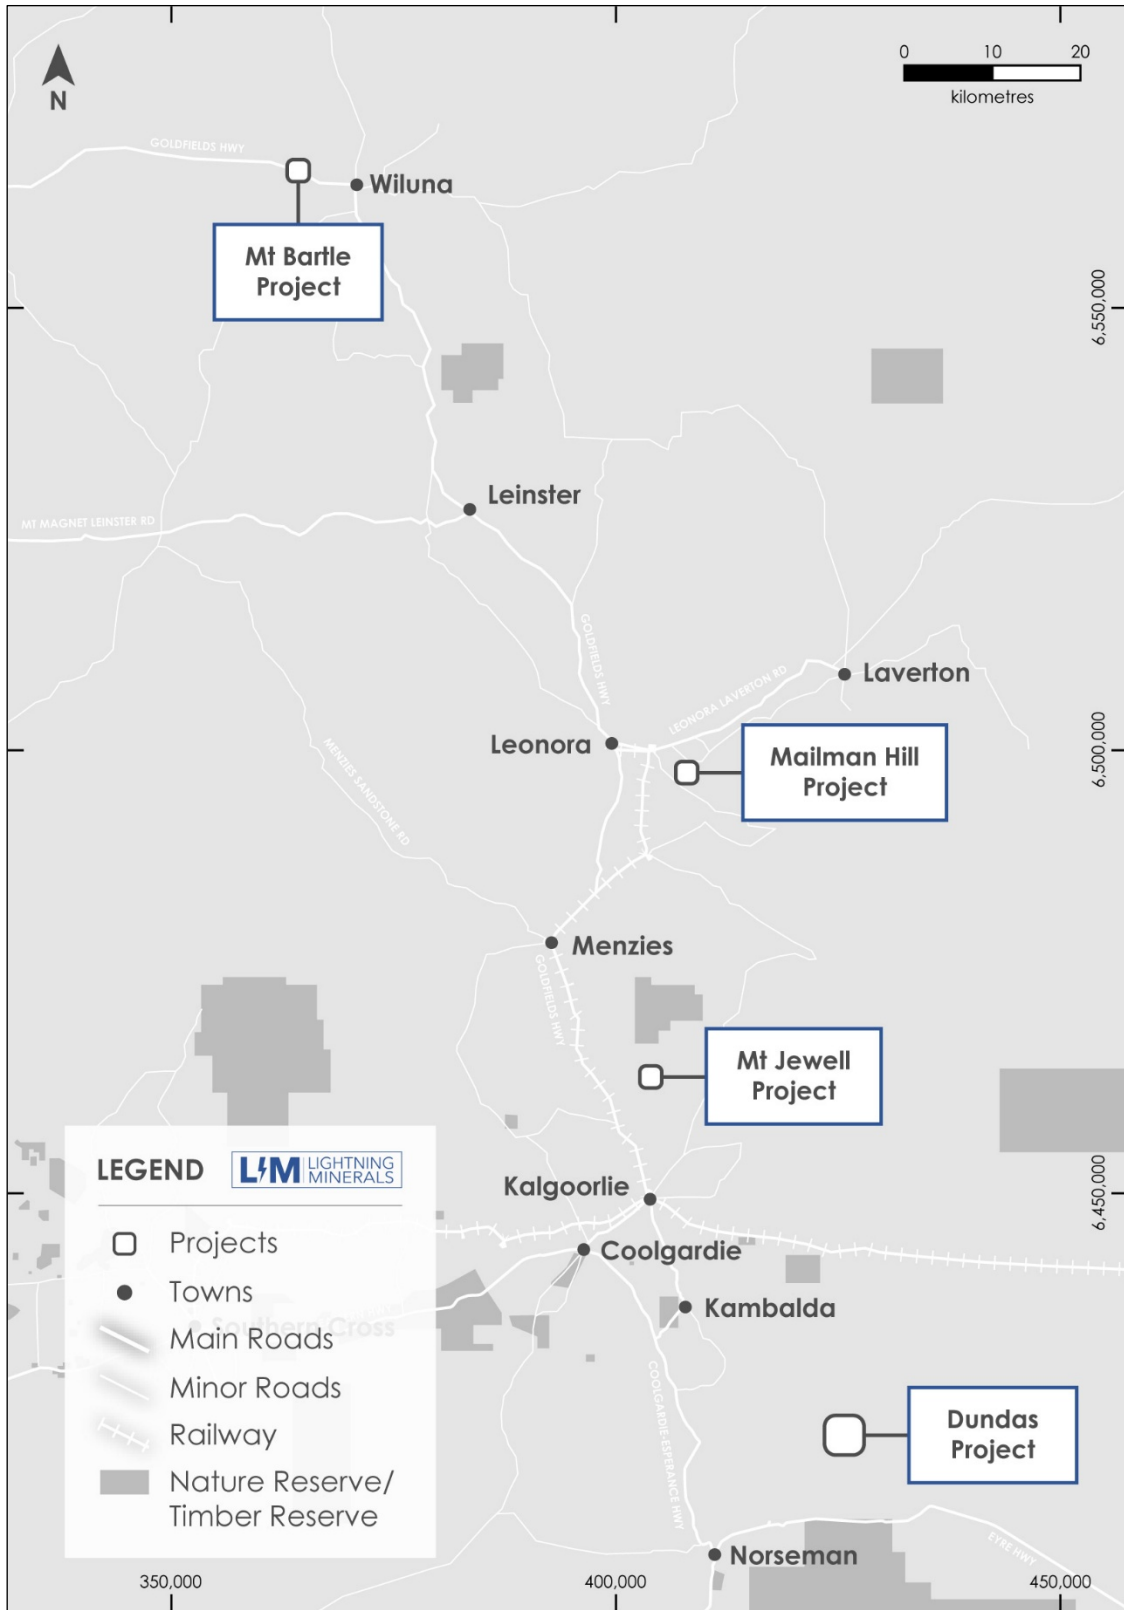 0 10 20
kilometres
N
GOLDFIELDS HWY
Wiluna
Mt Bartle
Project
6,550,000
Leinster
MT MAGNET LEINSTER RD
GOLDFIELDS HWY
Laverton
LEONORA LAVERTON RD
Leonora
6,500,000
Mailman Hill
Project
MENZIES SANDSTONE RD
Menzies
GOLDFIELDS HWY
Mt Jewell
Project
LEGEND
LM LIGHTNING
MINERALS
Kalgoorlie
6,450,000
Projects
Coolgardie
Towns
Kambalda
Southern Cross
Main Roads
Minor Roads
COOLGARDIE-ESPERANCE HWY
Railway
Dundas
Project
Nature Reserve/
Timber Reserve
EYRE HWY
Norseman
350,000 400,000 450,000